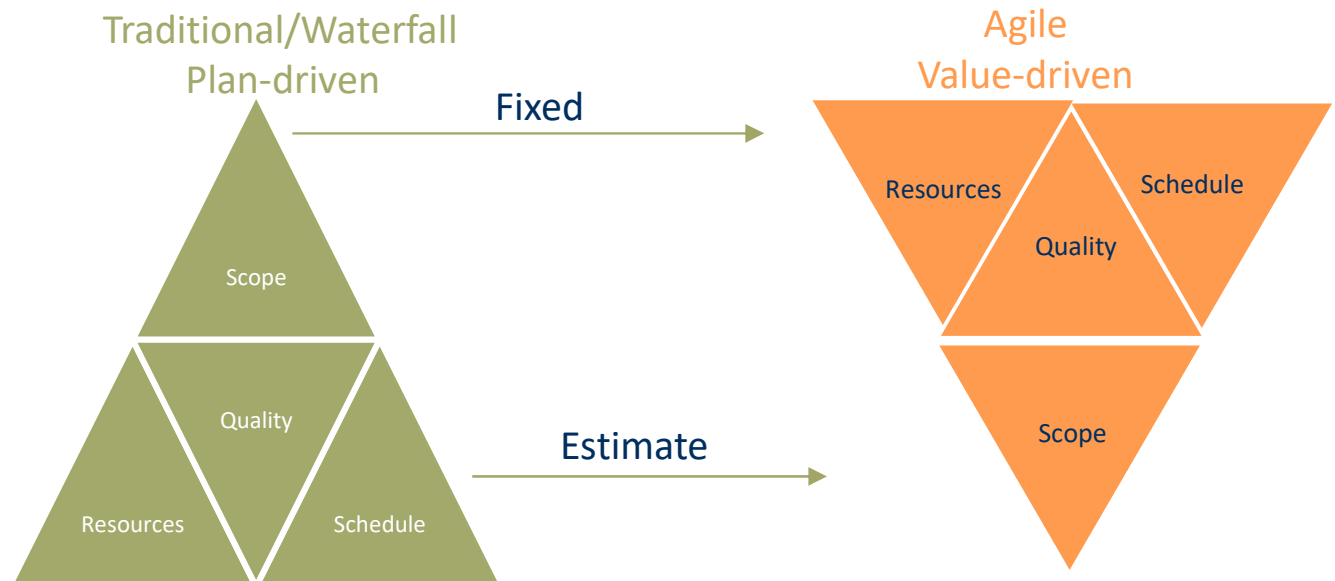 Traditional/Waterfall
Plan-driven
Fixed
Agile
Value-driven
Scope
Quality
Resources
Schedule
Estimate
Resources
Quality
Schedule
Scope